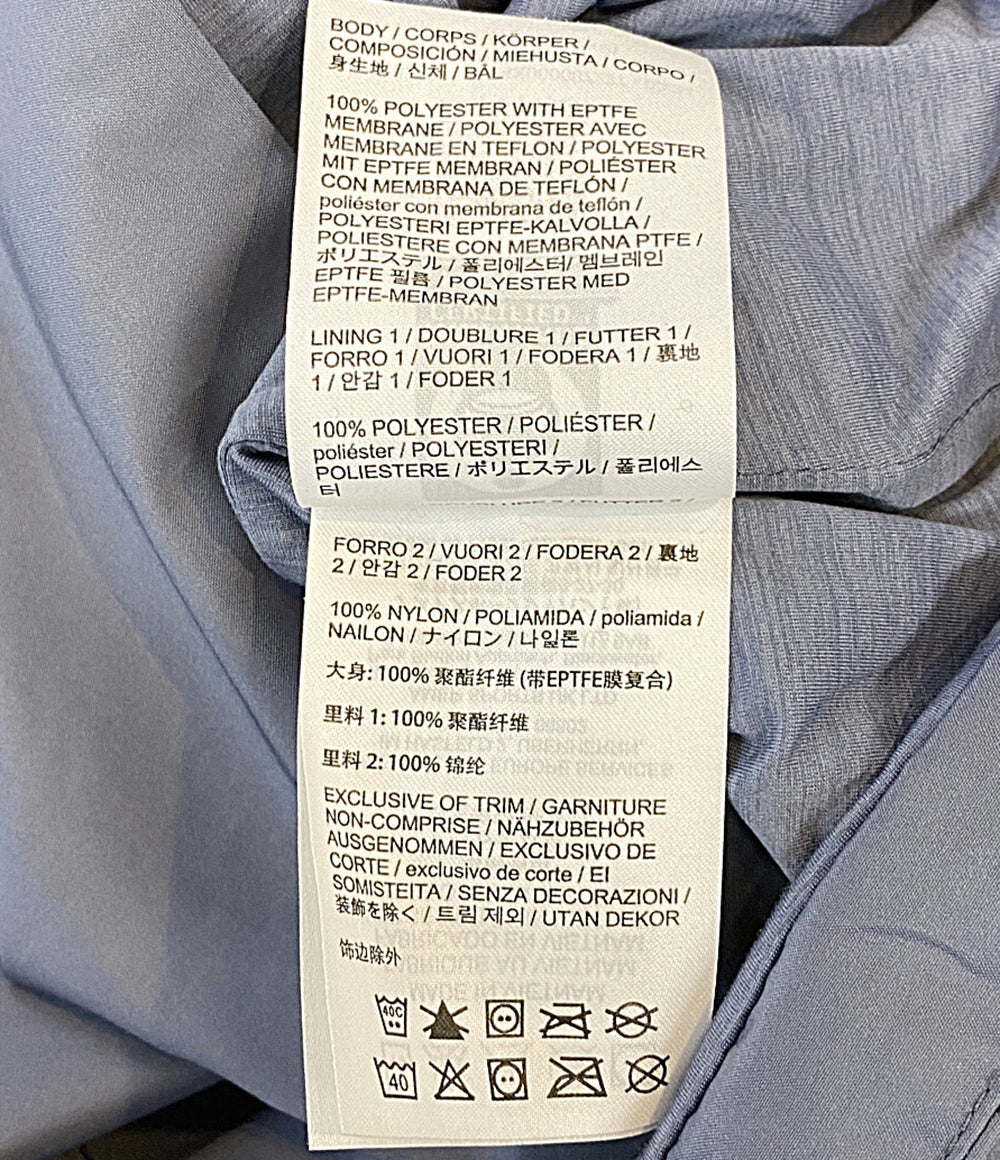 BODY / CORPS / KÖRPER /
COMPOSICIÓN / MIEHUSTA / CORPO /
身生地 / 신체 / BÅL
100% POLYESTER WITH EPTFE
MEMBRANE / POLYESTER AVEC
MEMBRANE EN TEFLON / POLYESTER
MIT EPTFE MEMBRAN / POLIÉSTER
CON MEMBRANA DE TEFLÓN /
poliéster con membrana de teflón /
POLYESTERI EPTFE-KALVOLLA /
POLIESTERE CON MEMBRANA PTFE /
ポリエステル / 폴리에스터/ 멤브레인
EPTFE 필름 / POLYESTER MED
EPTFE-MEMBRAN
LINING 1 / DOUBLURE 1 / FUTTER 1 /
FORRO 1 / VUORI 1 / FODERA 1 / 裏地
1 / 안감 1 / FODER 1
100% POLYESTER / POLIÉSTER /
poliéster / POLYESTERI /
POLIESTERE / ポリエステル / 폴리에스
터
FORRO 2 / VUORI 2 / FODERA 2 / 裏地
2 / 안감 2 / FODER 2
100% NYLON / POLIAMIDA / poliamida /
NAILON / ナイロン / 나일론
大身: 100% 聚酯纤维 (带EPTFE膜复合)
里料 1: 100% 聚酯纤维
里料 2: 100% 锦纶
EXCLUSIVE OF TRIM / GARNITURE
NON-COMPRISE / NÄHZUBEHÖR
AUSGENOMMEN / EXCLUSIVO DE
CORTE / exclusivo de corte / EI
SOMISTEITA / SENZA DECORAZIONI /
装飾を除く / 트림 제외 / UTAN DEKOR
饰边除外
40C
40